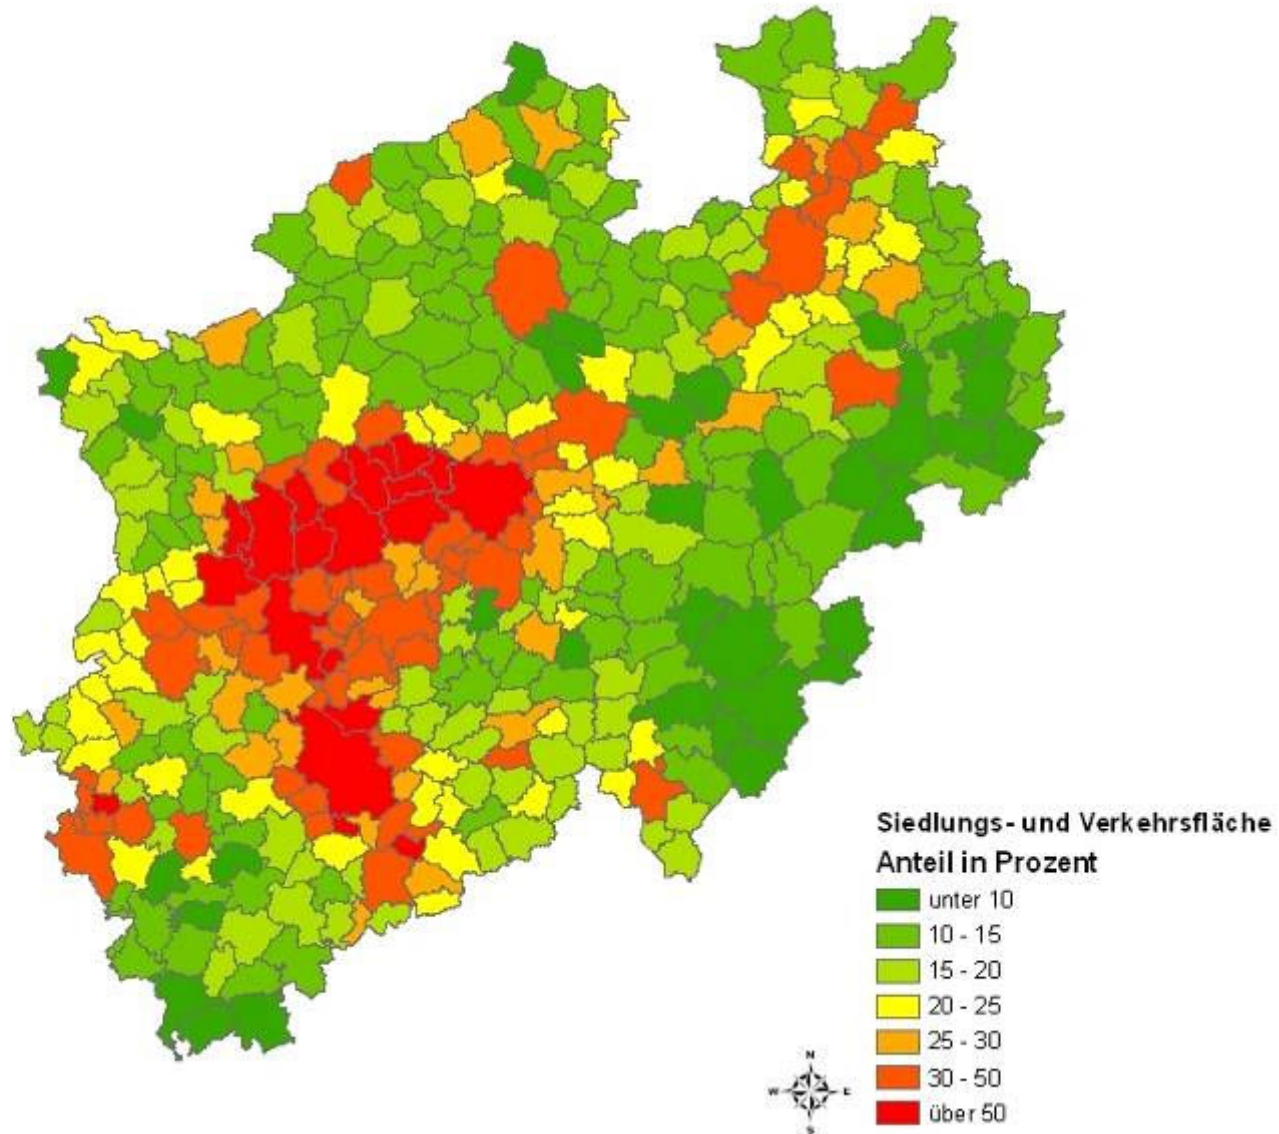 Siedlungs- und Verkehrsfläche
Anteil in Prozent
unter 10
10 - 15
15 - 20
20 - 25
25 - 30
30 - 50
über 50
N
W E
S